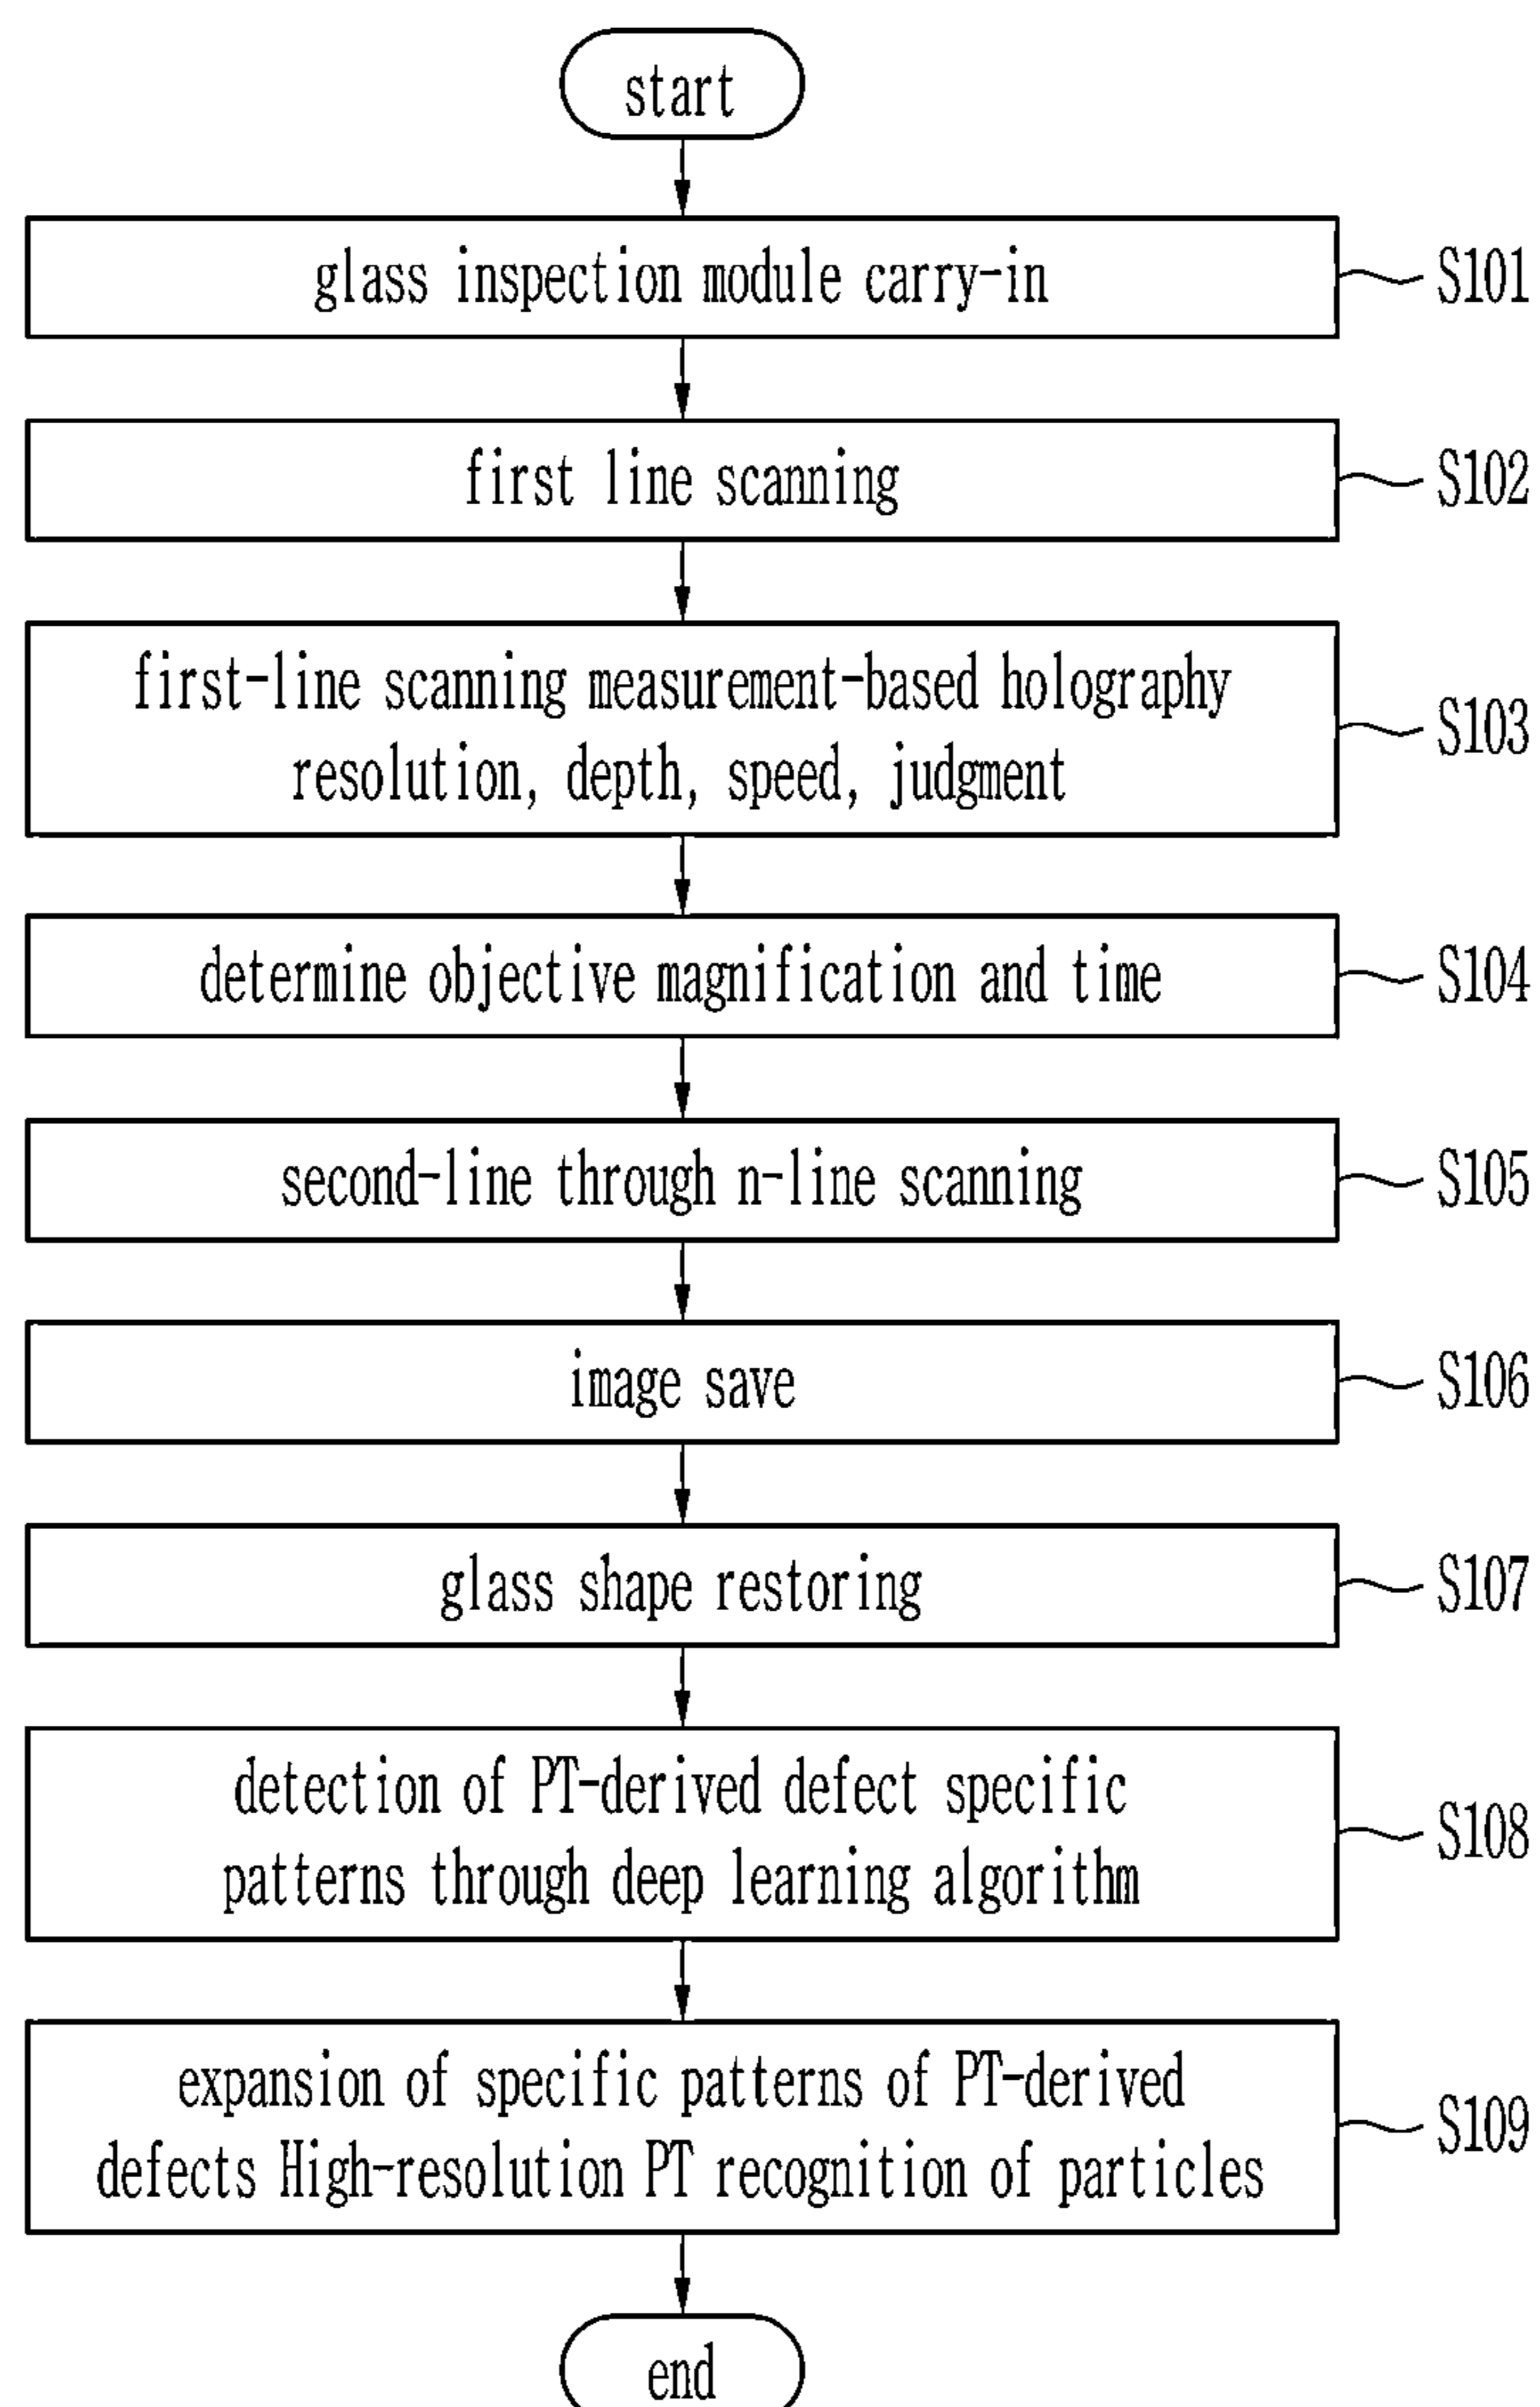 start
glass inspection module carry-in
S101
first line scanning
S102
first-line scanning measurement-based holography
resolution, depth, speed, judgment
S103
determine objective magnification and time
S104
second-line through n-line scanning
S105
image save
S106
glass shape restoring
S107
detection of PT-derived defect specific
patterns through deep learning algorithm
S108
expansion of specific patterns of PT-derived
defects High-resolution PT recognition of particles
S109
end